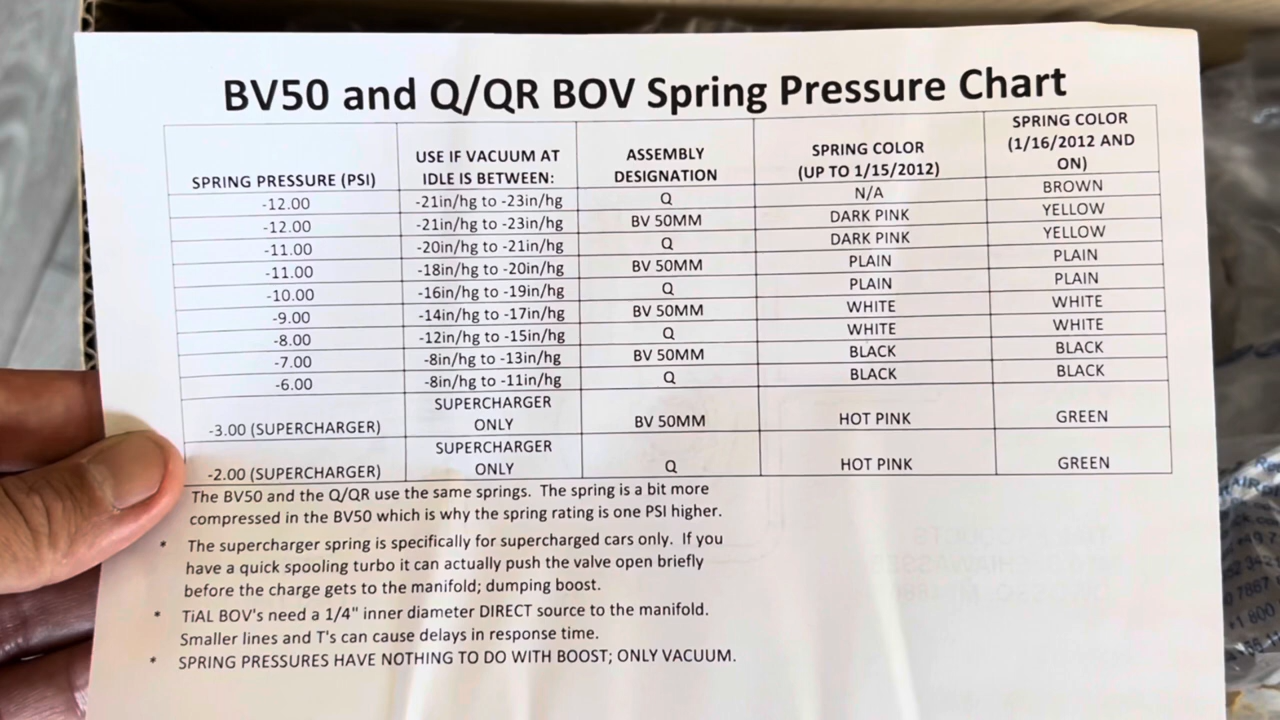 BV50 and Q/QR BOV Spring Pressure Chart
SPRING PRESSURE (PSI) USE IF VACUUM AT IDLE IS BETWEEN: ASSEMBLY DESIGNATION SPRING COLOR (UP TO 1/15/2012) SPRING COLOR (1/16/2012 AND ON)
-12.00 -21in/hg to -23in/hg Q N/A BROWN
-12.00 -21in/hg to -23in/hg BV 50MM DARK PINK YELLOW
-11.00 -20in/hg to -21in/hg Q DARK PINK YELLOW
-11.00 -18in/hg to -20in/hg BV 50MM PLAIN PLAIN
-10.00 -16in/hg to -19in/hg Q PLAIN PLAIN
-9.00 -14in/hg to -17in/hg BV 50MM WHITE WHITE
-8.00 -12in/hg to -15in/hg Q WHITE WHITE
-7.00 -8in/hg to -13in/hg BV 50MM BLACK BLACK
-6.00 -8in/hg to -11in/hg Q BLACK BLACK
-3.00 (SUPERCHARGER) SUPERCHARGER ONLY BV 50MM HOT PINK GREEN
-2.00 (SUPERCHARGER) SUPERCHARGER ONLY Q HOT PINK GREEN
The BV50 and the Q/QR use the same springs. The spring is a bit more
compressed in the BV50 which is why the spring rating is one PSI higher.
* The supercharger spring is specifically for supercharged cars only. If you
have a quick spooling turbo it can actually push the valve open briefly
before the charge gets to the manifold; dumping boost.
* TiAL BOV's need a 1/4" inner diameter DIRECT source to the manifold.
Smaller lines and T's can cause delays in response time.
* SPRING PRESSURES HAVE NOTHING TO DO WITH BOOST; ONLY VACUUM.